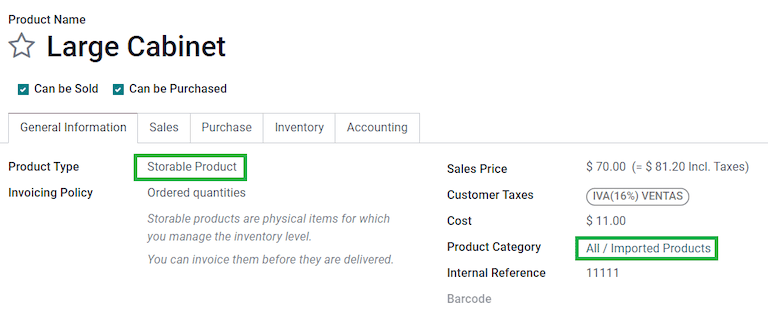 Product Name
Large Cabinet
Can be Sold Can be Purchased
General Information Sales Purchase Inventory Accounting
Product Type Storable Product
Invoicing Policy Ordered quantities
Storable products are physical items for which
you manage the inventory level.
You can invoice them before they are delivered.
Sales Price $ 70.00 (= $ 81.20 Incl. Taxes)
Customer Taxes IVA(16%) VENTAS
Cost $ 11.00
Product Category All / Imported Products
Internal Reference 11111
Barcode